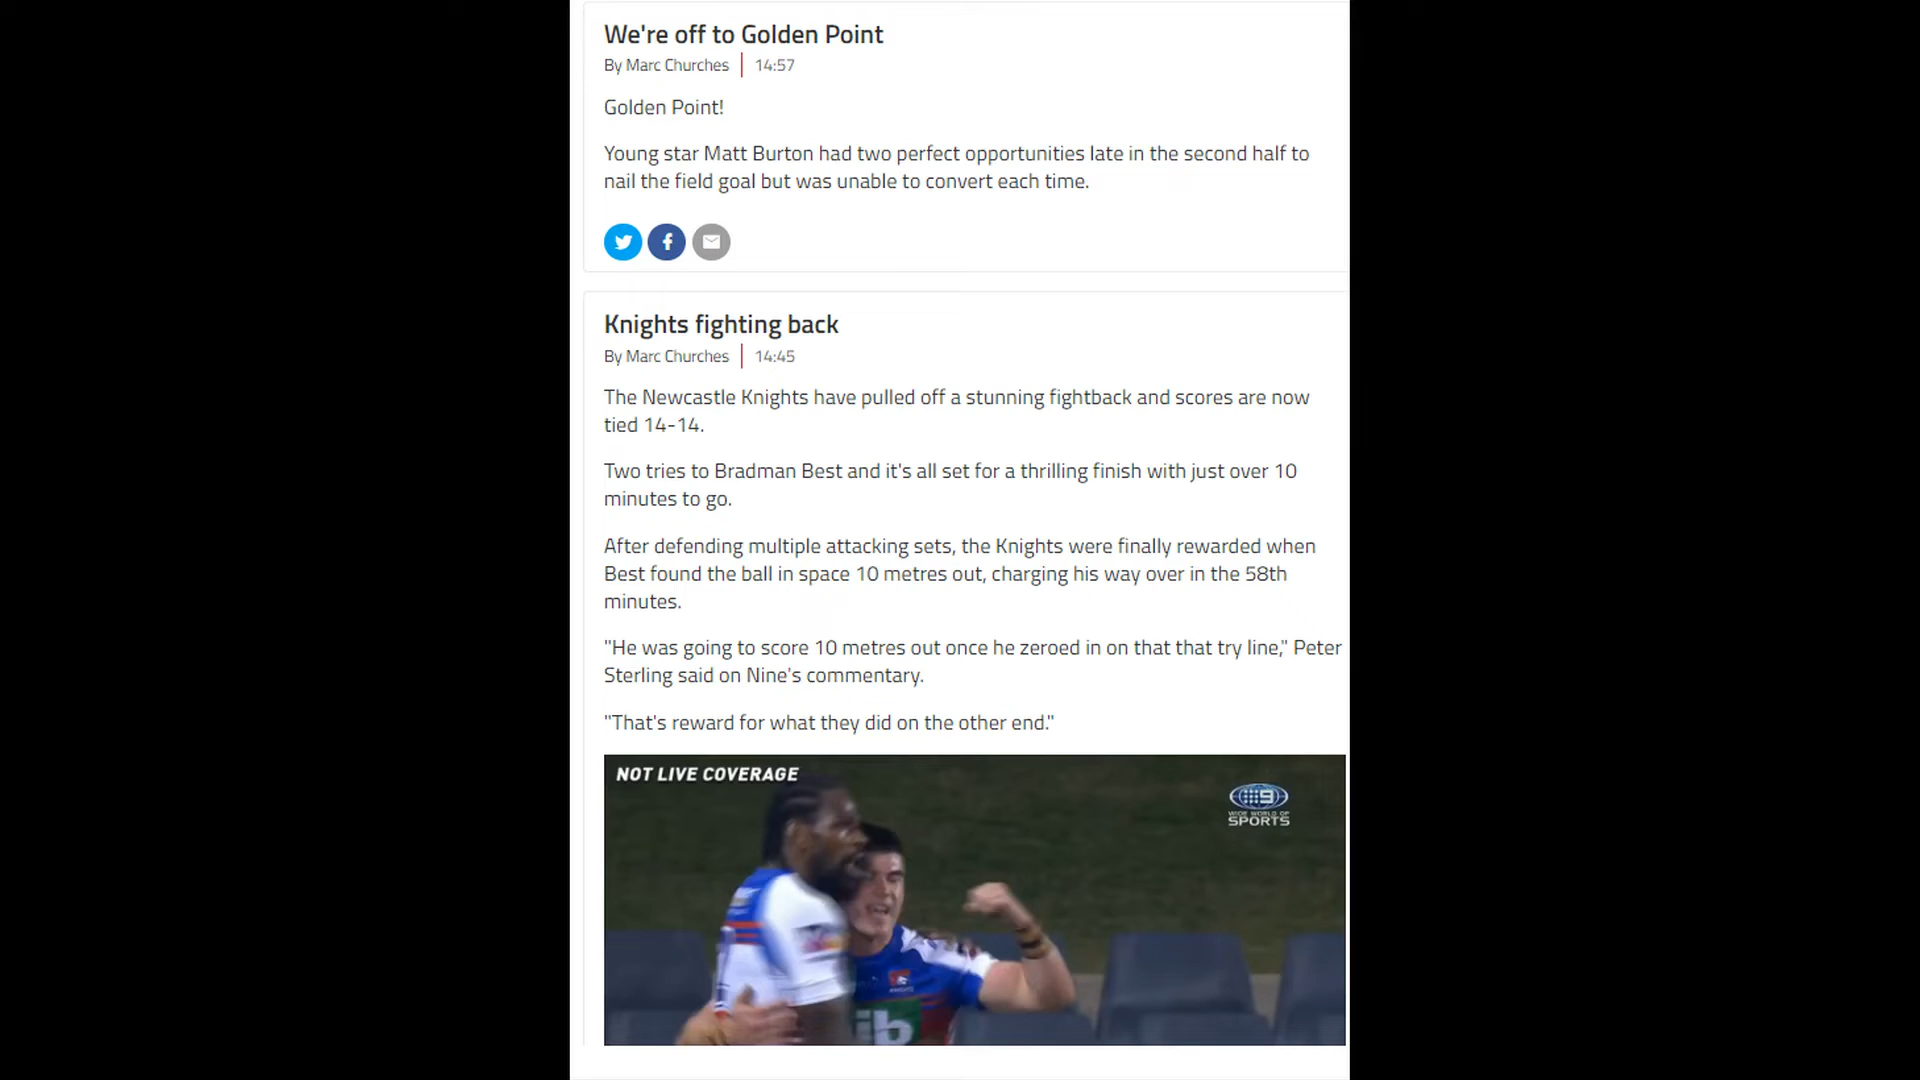 We're off to Golden Point
By Marc Churches 14:57
Golden Point!
Young star Matt Burton had two perfect opportunities late in the second half to
nail the field goal but was unable to convert each time.
Knights fighting back
By Marc Churches 14:45
The Newcastle Knights have pulled off a stunning fightback and scores are now
tied 14-14.
Two tries to Bradman Best and it's all set for a thrilling finish with just over 10
minutes to go.
After defending multiple attacking sets, the Knights were finally rewarded when
Best found the ball in space 10 metres out, charging his way over in the 58th
minutes.
"He was going to score 10 metres out once he zeroed in on that that try line," Peter
Sterling said on Nine's commentary.
"That's reward for what they did on the other end."
NOT LIVE COVERAGE
9
WIDE WORLD OF
SPORTS
KNIGHTS
nib